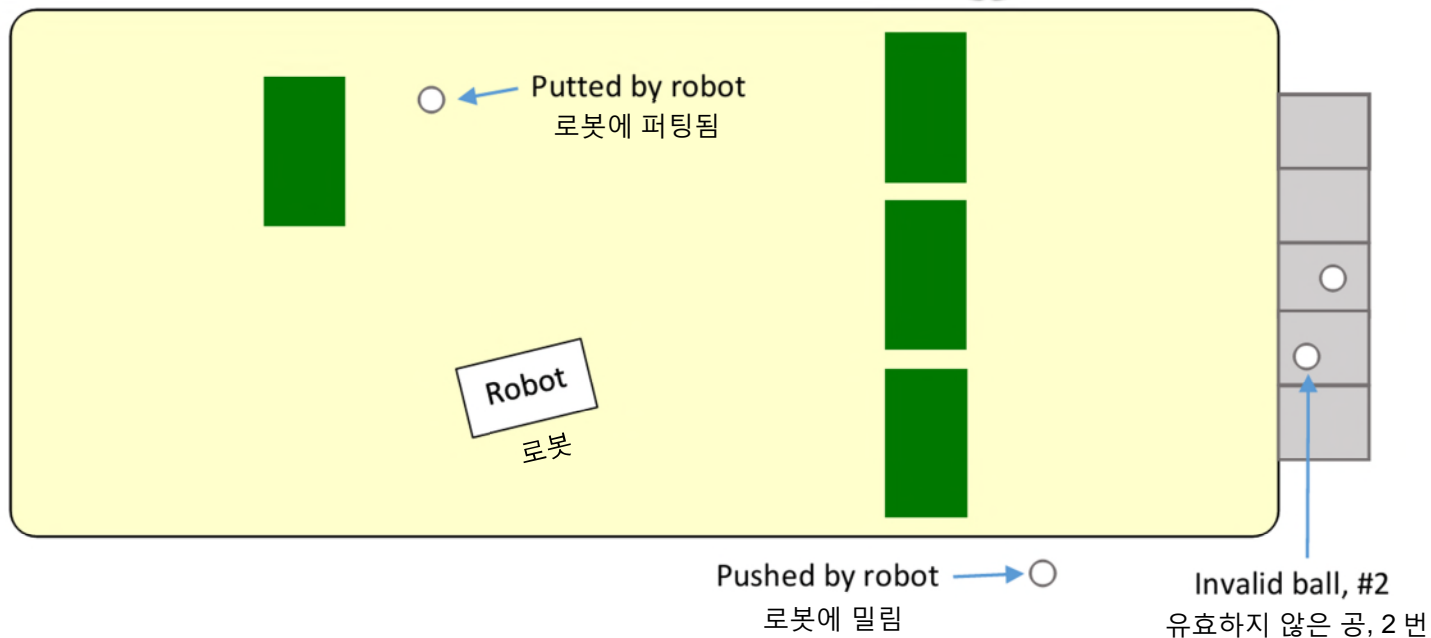 Putted by robot
로봇에 퍼팅됨
Robot
로봇
Pushed by robot
로봇에 밀림
Invalid ball, #2
유효하지 않은 공, 2 번